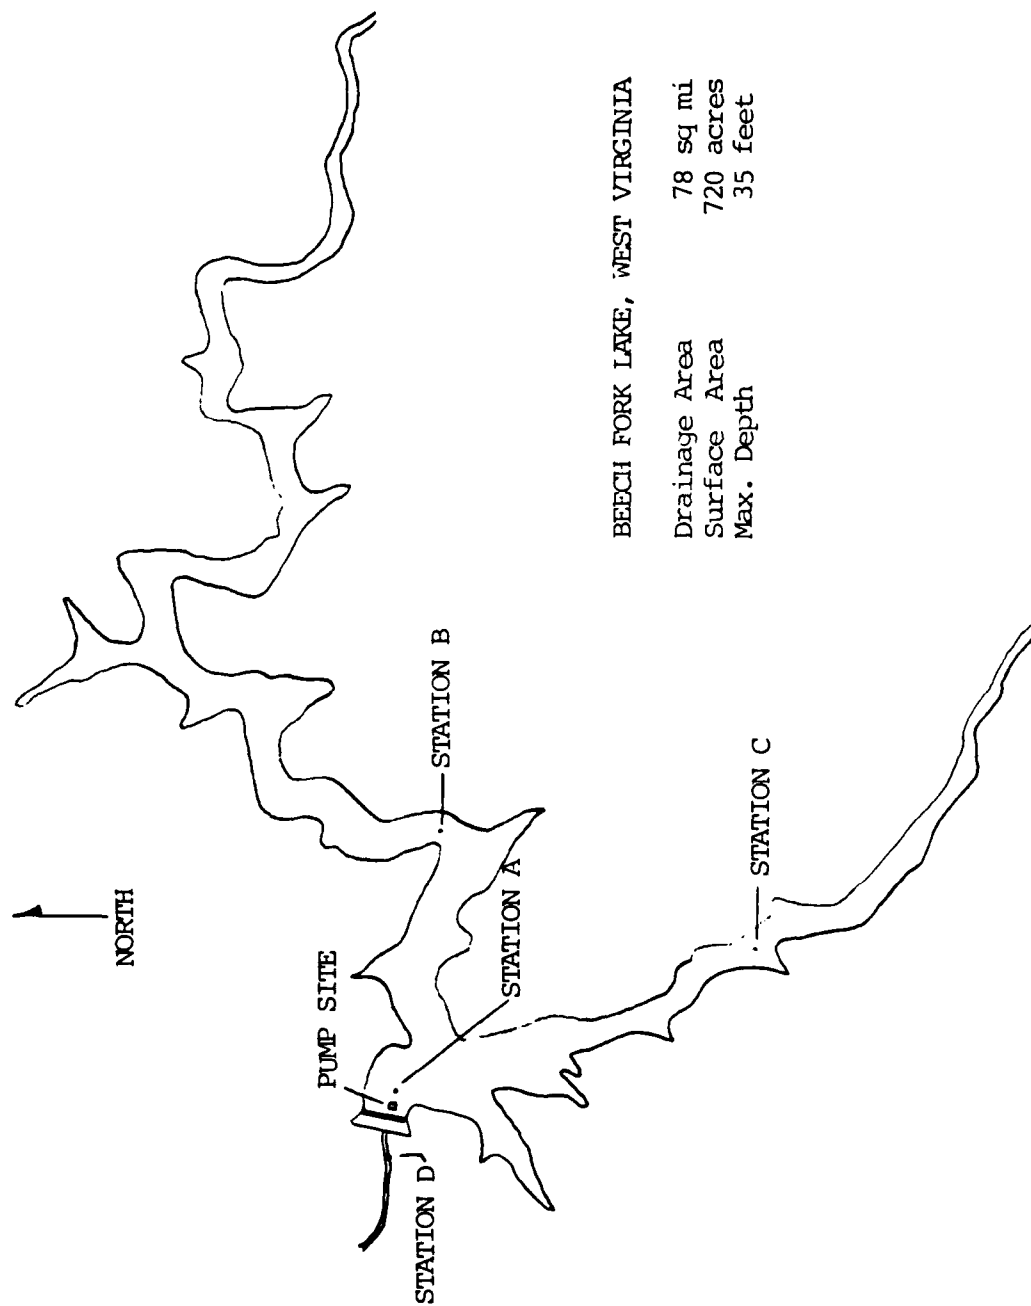 NORTH
PUMP SITE
STATION D
STATION A
STATION B
STATION C
BEECH FORK LAKE, WEST VIRGINIA
Drainage Area 78 sq mi
Surface Area 720 acres
Max. Depth 35 feet